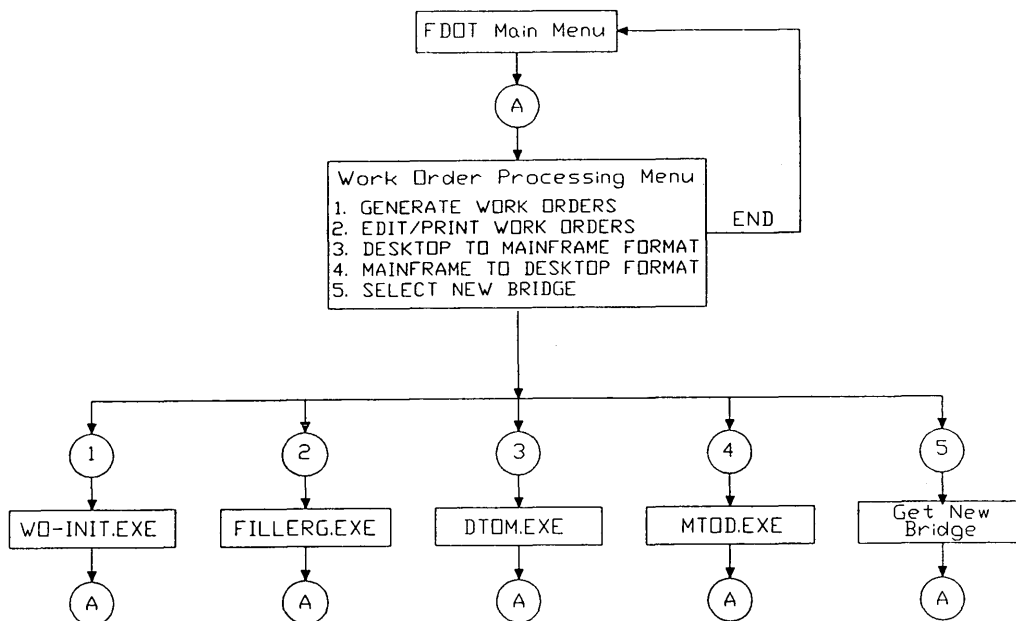 FDOT Main Menu
A
Work Order Processing Menu
1. GENERATE WORK ORDERS
2. EDIT/PRINT WORK ORDERS
3. DESKTOP TO MAINFRAME FORMAT
4. MAINFRAME TO DESKTOP FORMAT
5. SELECT NEW BRIDGE
END
1
2
3
4
5
WO-INIT.EXE
FILLERG.EXE
DTOM.EXE
MTOD.EXE
Get New
Bridge
A
A
A
A
A